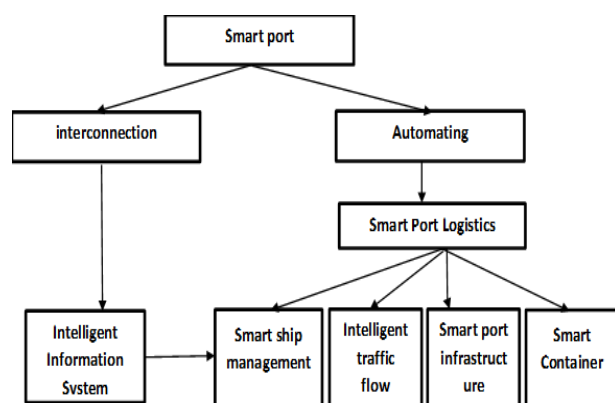 Smart port
interconnection
Automating
Smart Port Logistics
Intelligent
Information
System
Smart ship
management
Intelligent
traffic
flow
Smart port
infrastruct
ure
Smart
Container